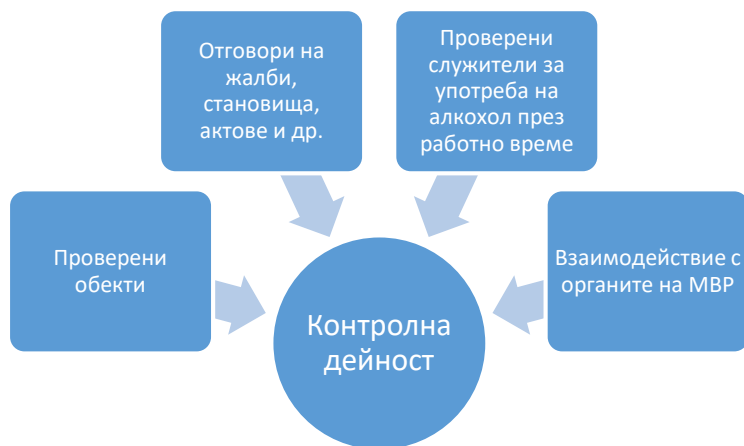 Отговори на
жалби,
становища,
актове и др.
Проверени
служители за
употреба на
алкохол през
работно време
Проверени
обекти
Взаимодействие с
органите на МВР
Контролна
дейност